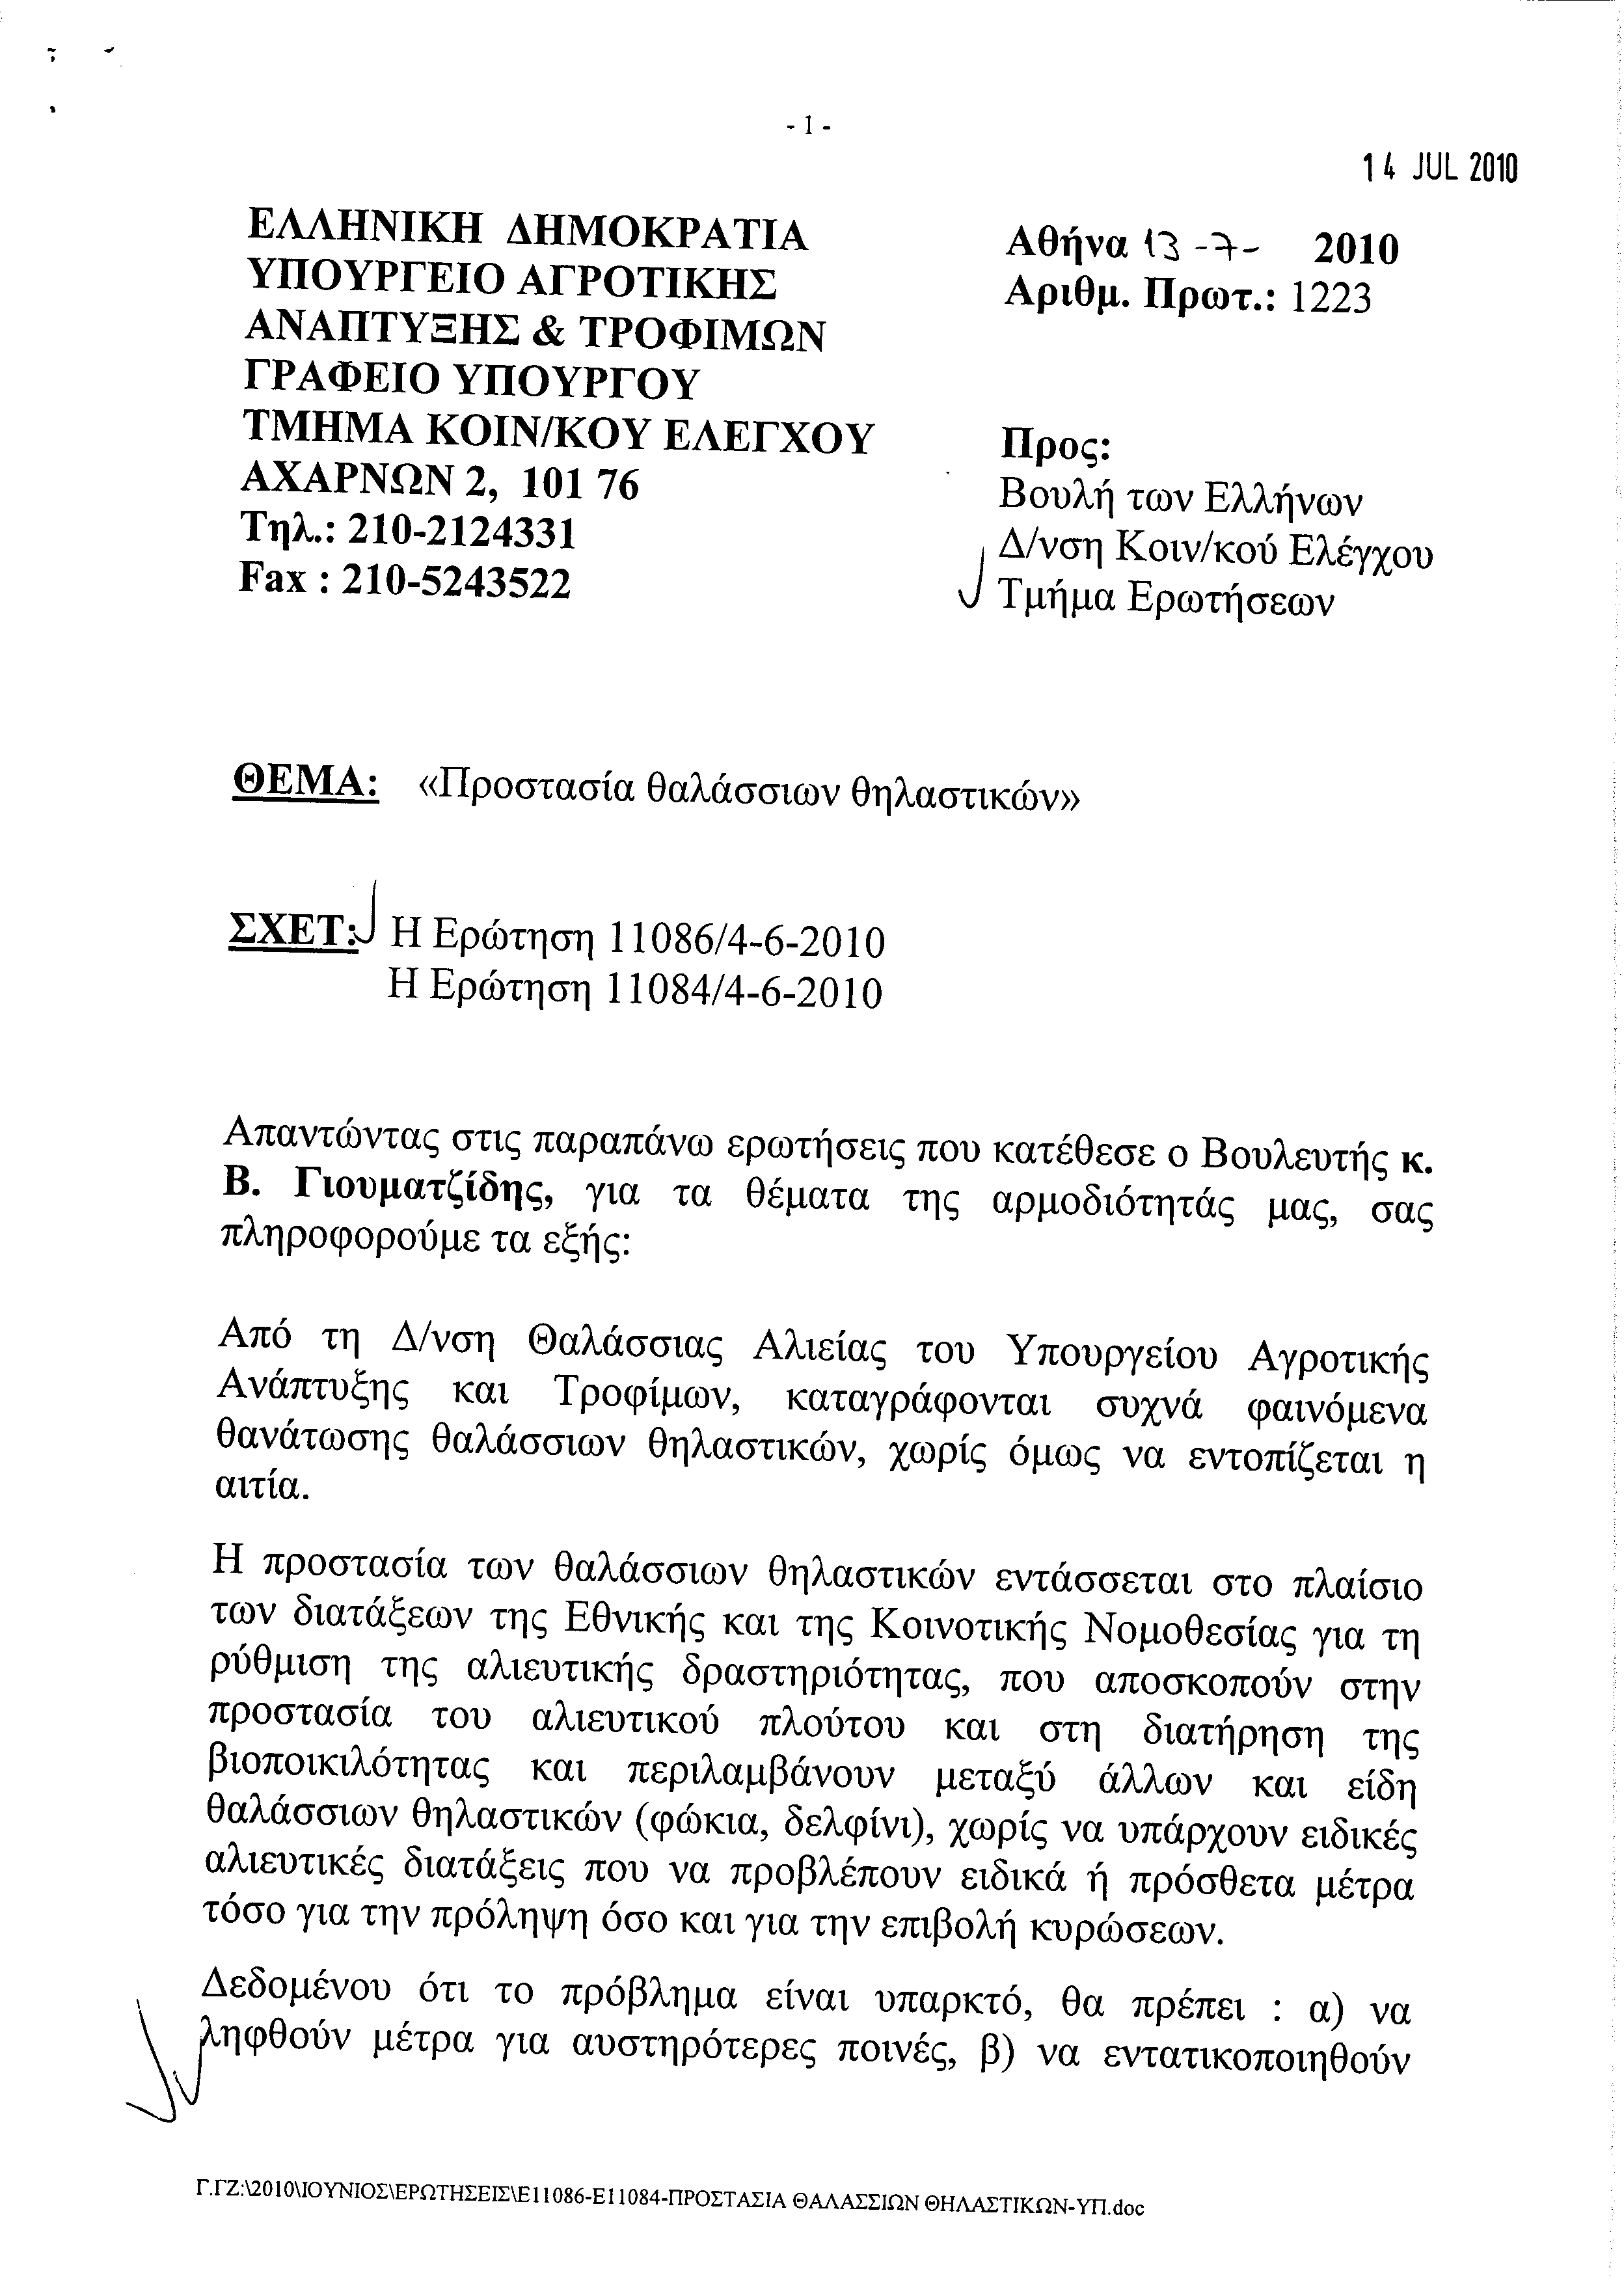 - 1 -
14 JUL 2010
ΕΛΛΗΝΙΚΗ ΔΗΜΟΚΡΑΤΙΑ
ΥΠΟΥΡΓΕΙΟ ΑΓΡΟΤΙΚΗΣ
ΑΝΑΠΤΥΞΗΣ & ΤΡΟΦΙΜΩΝ
ΓΡΑΦΕΙΟ ΥΠΟΥΡΓΟΥ
ΤΜΗΜΑ ΚΟΙΝ/ΚΟΥ ΕΛΕΓΧΟΥ
ΑΧΑΡΝΩΝ 2, 101 76
Τηλ.: 210-2124331
Fax : 210-5243522
Αθήνα 13 -7- 2010
Αριθμ. Πρωτ.: 1223
Προς:
Βουλή των Ελλήνων
Δ/νση Κοιν/κού Ελέγχου
Τμήμα Ερωτήσεων
ΘΕΜΑ: «Προστασία θαλάσσιων θηλαστικών»
ΣΧΕΤ: Η Ερώτηση 11086/4-6-2010
Η Ερώτηση 11084/4-6-2010
Απαντώντας στις παραπάνω ερωτήσεις που κατέθεσε ο Βουλευτής κ.
Β. Γιουματζίδης, για τα θέματα της αρμοδιότητάς μας, σας
πληροφορούμε τα εξής:
Από τη Δ/νση Θαλάσσιας Αλιείας του Υπουργείου Αγροτικής
Ανάπτυξης και Τροφίμων, καταγράφονται συχνά φαινόμενα
θανάτωσης θαλάσσιων θηλαστικών, χωρίς όμως να εντοπίζεται η
αιτία.
Η προστασία των θαλάσσιων θηλαστικών εντάσσεται στο πλαίσιο
των διατάξεων της Εθνικής και της Κοινοτικής Νομοθεσίας για τη
ρύθμιση της αλιευτικής δραστηριότητας, που αποσκοπούν στην
προστασία του αλιευτικού πλούτου και στη διατήρηση της
βιοποικιλότητας και περιλαμβάνουν μεταξύ άλλων και είδη
θαλάσσιων θηλαστικών (φώκια, δελφίνι), χωρίς να υπάρχουν ειδικές
αλιευτικές διατάξεις που να προβλέπουν ειδικά ή πρόσθετα μέτρα
τόσο για την πρόληψη όσο και για την επιβολή κυρώσεων.
Δεδομένου ότι το πρόβλημα είναι υπαρκτό, θα πρέπει : α) να
ληφθούν μέτρα για αυστηρότερες ποινές, β) να εντατικοποιηθούν
Γ.ΓΖ:\2010\ΙΟΥΝΙΟΣ\ΕΡΩΤΗΣΕΙΣ\Ε11086-Ε11084-ΠΡΟΣΤΑΣΙΑ ΘΑΛΑΣΣΙΩΝ ΘΗΛΑΣΤΙΚΩΝ-ΥΠ.doc